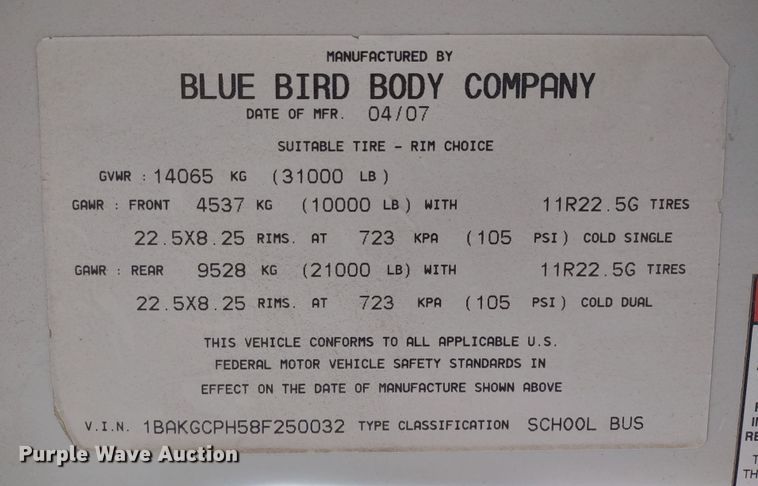 MANUFACTURED BY
BLUE BIRD BODY COMPANY
DATE OF MFR. 04/07
SUITABLE TIRE - RIM CHOICE
GVWR : 14065 KG (31000 LB)
GAWR : FRONT 4537 KG (10000 LB) WITH 11R22.5G TIRES
22.5X8.25 RIMS. AT 723 KPA (105 PSI) COLD SINGLE
GAWR : REAR 9528 KG (21000 LB) WITH 11R22.5G TIRES
22.5X8.25 RIMS. AT 723 KPA (105 PSI) COLD DUAL
THIS VEHICLE CONFORMS TO ALL APPLICABLE U.S.
FEDERAL MOTOR VEHICLE SAFETY STANDARDS IN
EFFECT ON THE DATE OF MANUFACTURE SHOWN ABOVE
V.I.N. 1BAKGCPH58F250032 TYPE CLASSIFICATION SCHOOL BUS
Purple Wave Auction